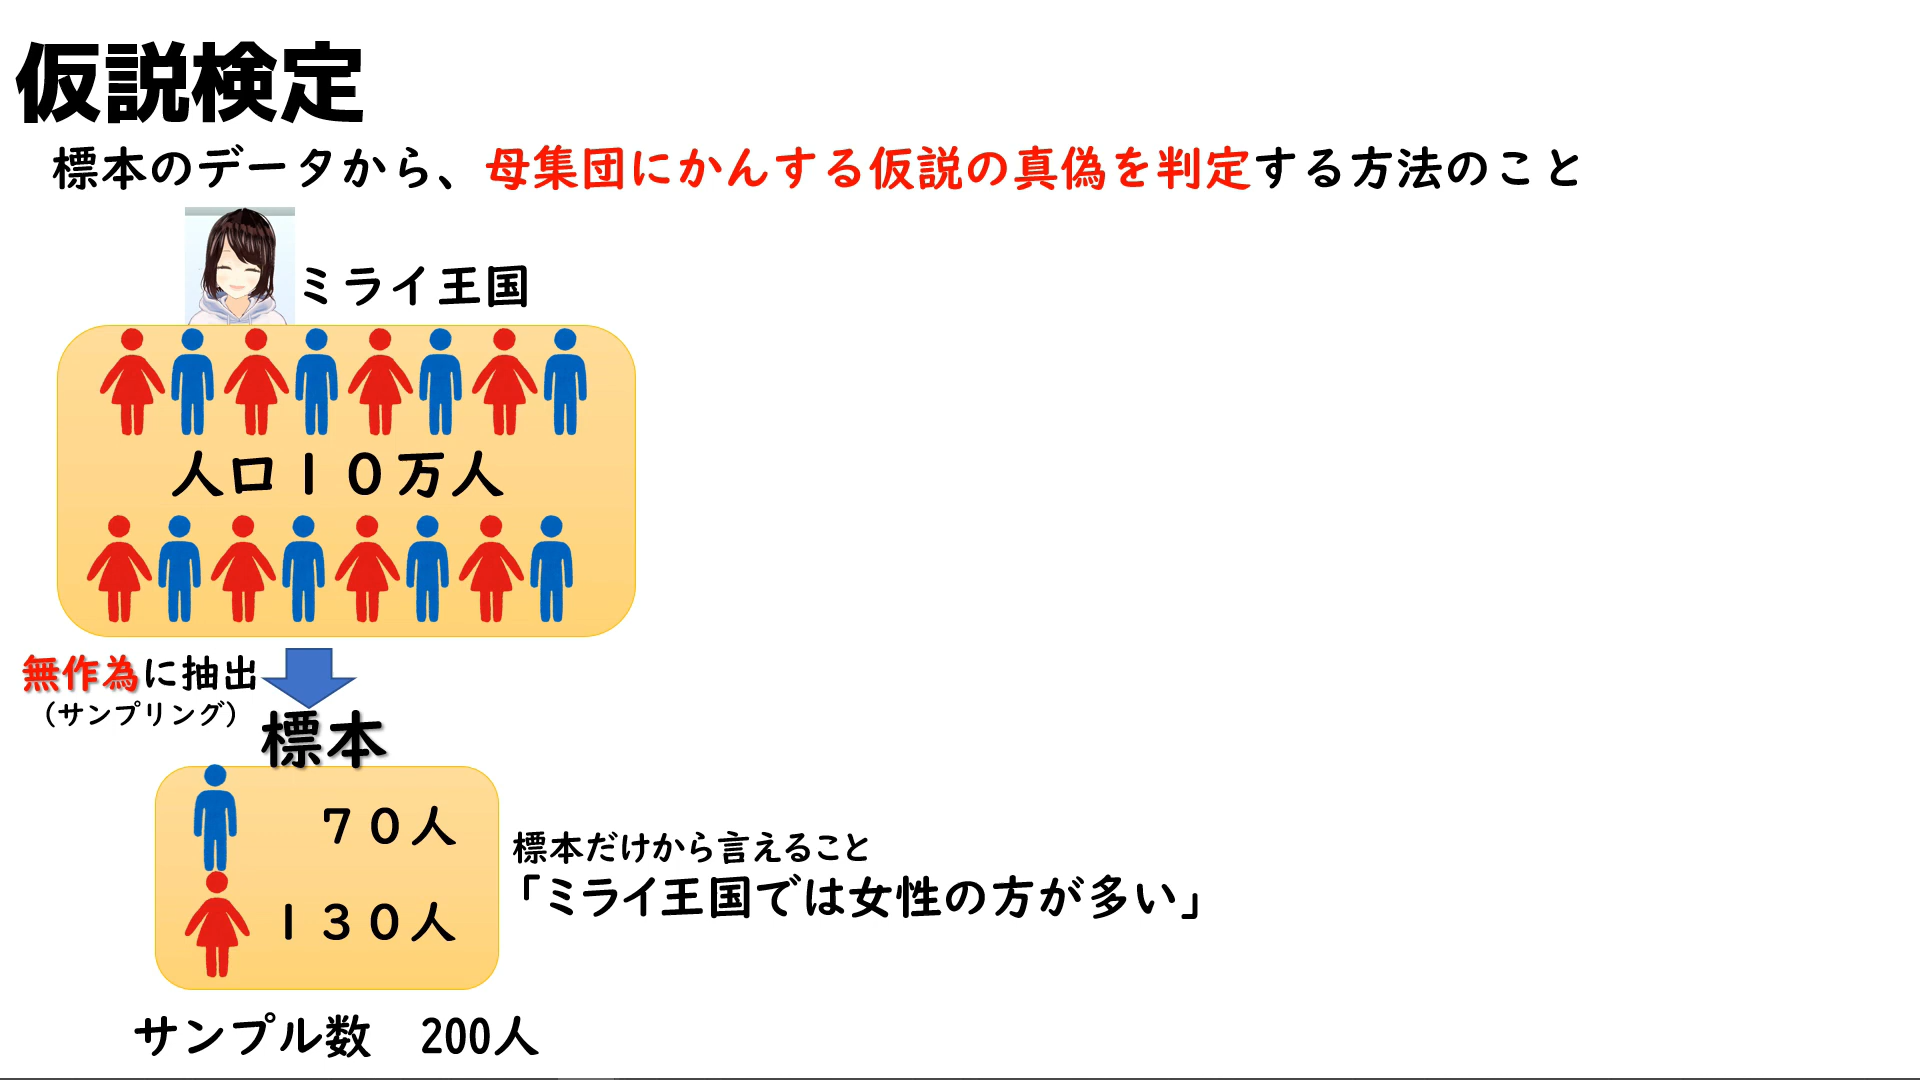 仮説検定
標本のデータから、母集団にかんする仮説の真偽を判定する方法のこと
ミライ王国
人口１０万人
無作為に抽出
（サンプリング）
標本
７０人
１３０人
標本だけから言えること
「ミライ王国では女性の方が多い」
サンプル数　200人